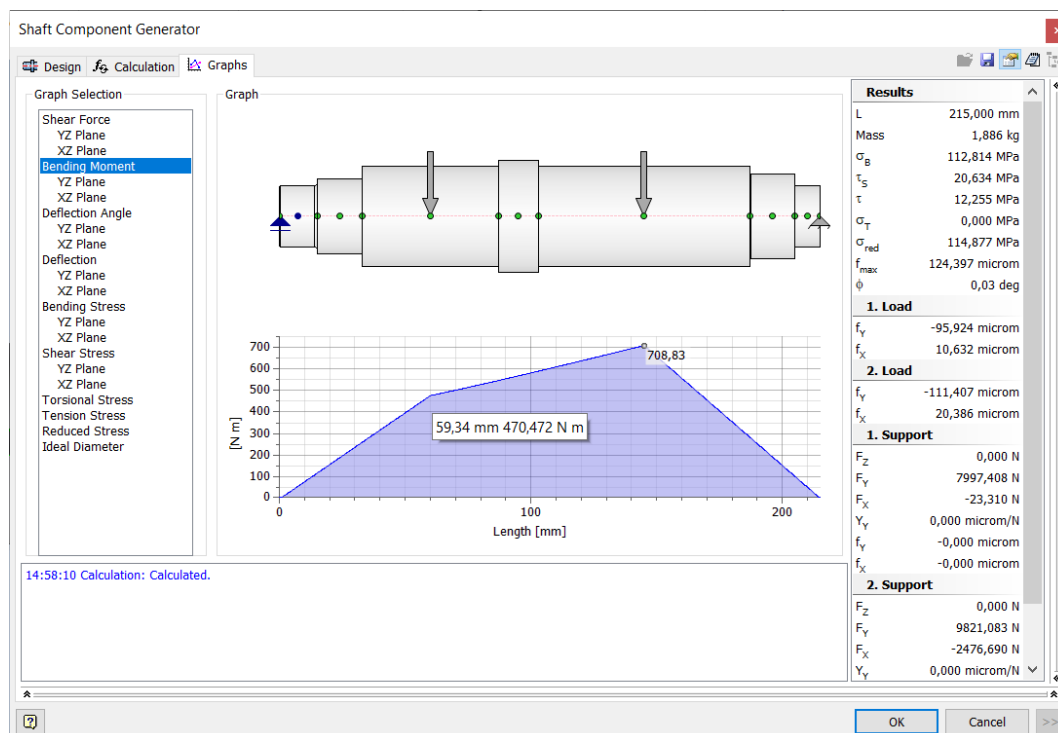 Shaft Component Generator
Design
Calculation
Graphs
Graph Selection
Shear Force
YZ Plane
XZ Plane
Bending Moment
YZ Plane
XZ Plane
Deflection Angle
YZ Plane
XZ Plane
Deflection
YZ Plane
XZ Plane
Bending Stress
YZ Plane
XZ Plane
Shear Stress
YZ Plane
XZ Plane
Torsional Stress
Tension Stress
Reduced Stress
Ideal Diameter
Graph
[N m]
700
600
500
400
300
200
100
0
708,83
59,34 mm 470,472 N m
0 100 200
Length [mm]
Results
L 215,000 mm
Mass 1,886 kg
σB 112,814 MPa
τS 20,634 MPa
τ 12,255 MPa
σT 0,000 MPa
σred 114,877 MPa
fmax 124,397 microm
ϕ 0,03 deg
1. Load
fY -95,924 microm
fX 10,632 microm
2. Load
fY -111,407 microm
fX 20,386 microm
1. Support
FZ 0,000 N
FY 7997,408 N
FX -23,310 N
YY 0,000 microm/N
fY -0,000 microm
fX -0,000 microm
2. Support
FZ 0,000 N
FY 9821,083 N
FX -2476,690 N
YY 0,000 microm/N
14:58:10 Calculation: Calculated.
OK
Cancel
>>